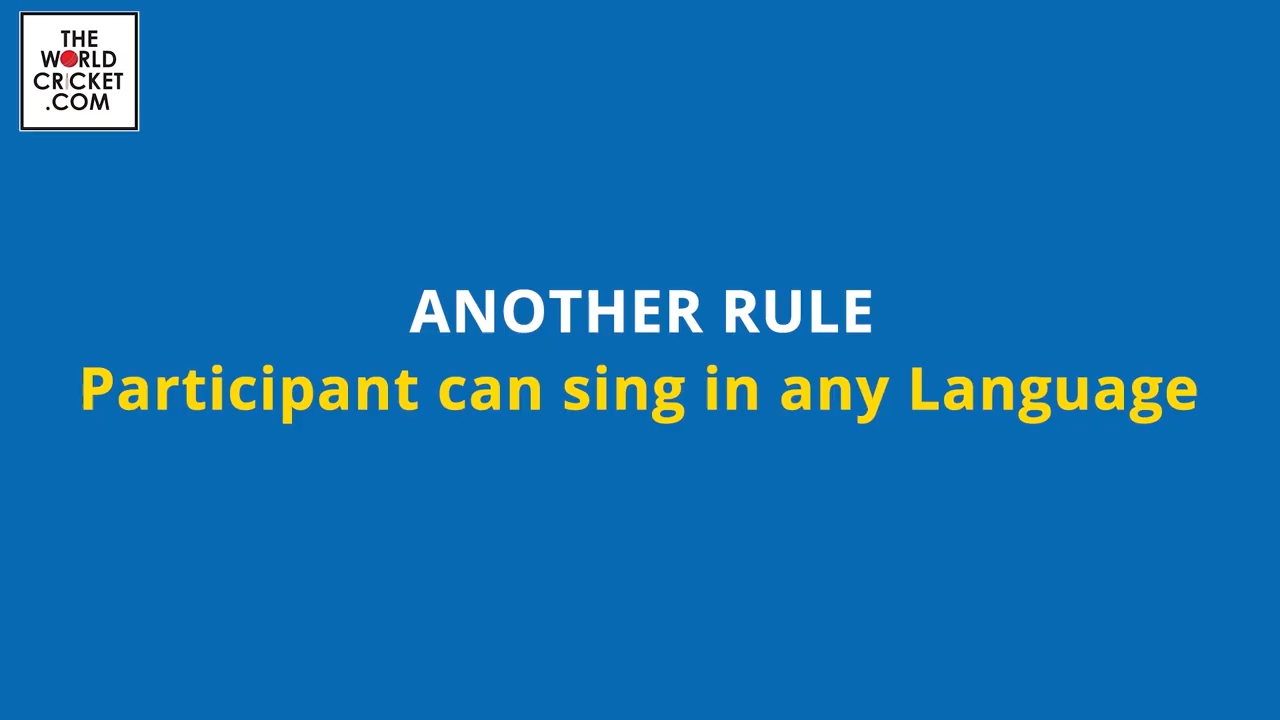 THE
WORLD
CRICKET
.COM
ANOTHER RULE
Participant can sing in any Language